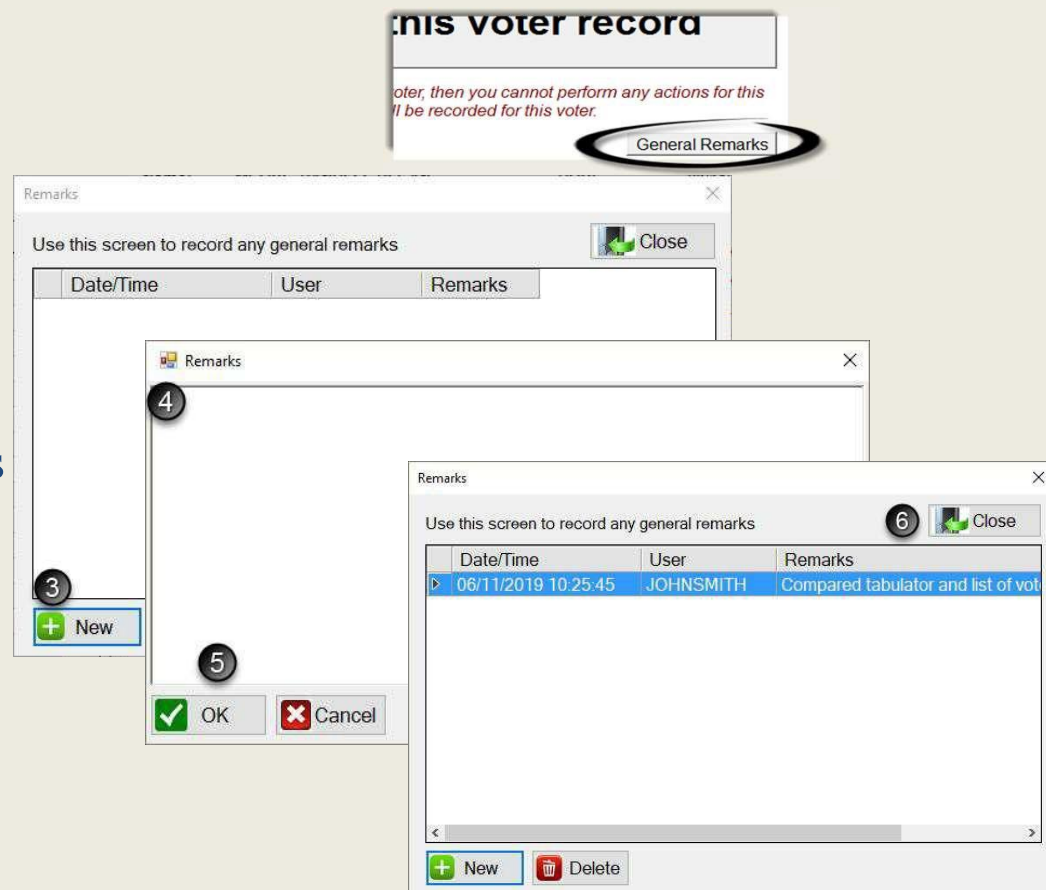 this voter record
oter, then you cannot perform any actions for this
ll be recorded for this voter.
General Remarks
Remarks
Use this screen to record any general remarks
Close
Date/Time User Remarks
Remarks
4
s
3
New
5
OK Cancel
Remarks
Use this screen to record any general remarks
6 Close
Date/Time User Remarks
06/11/2019 10:25:45 JOHNSMITH Compared tabulator and list of vot
New Delete